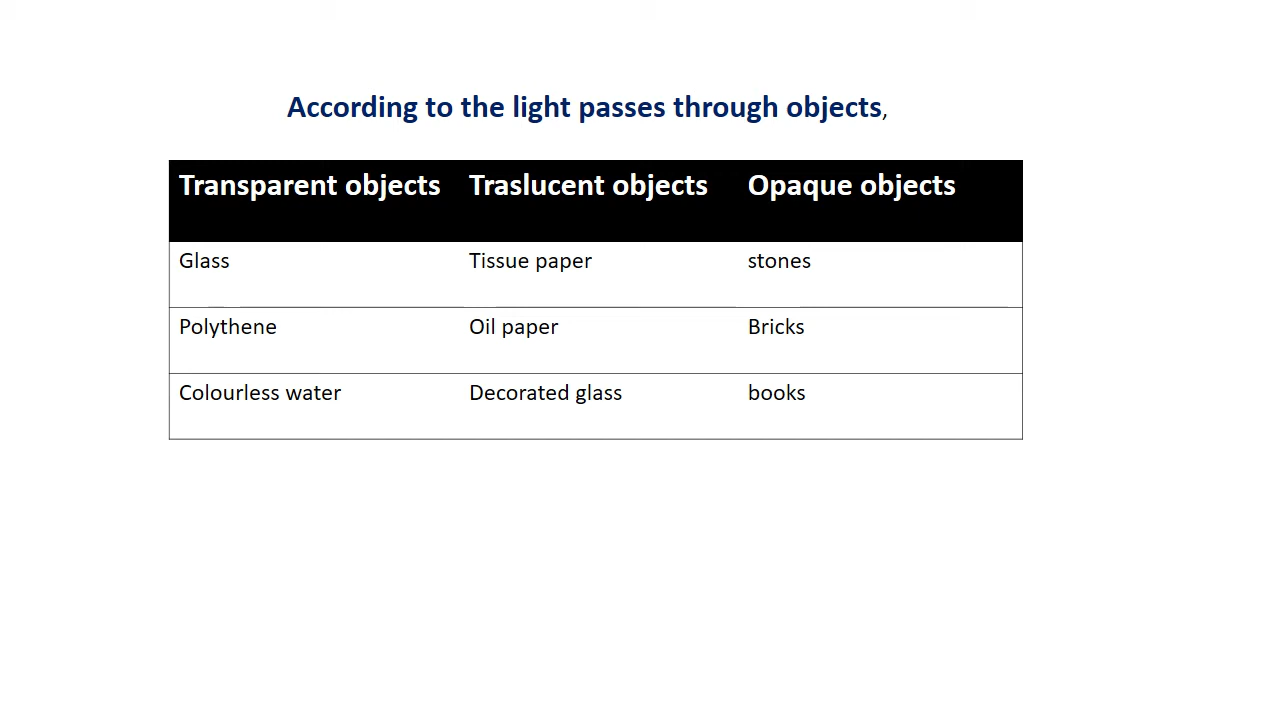 According to the light passes through objects,
Transparent objects Traslucent objects Opaque objects
Glass Tissue paper stones
Polythene Oil paper Bricks
Colourless water Decorated glass books